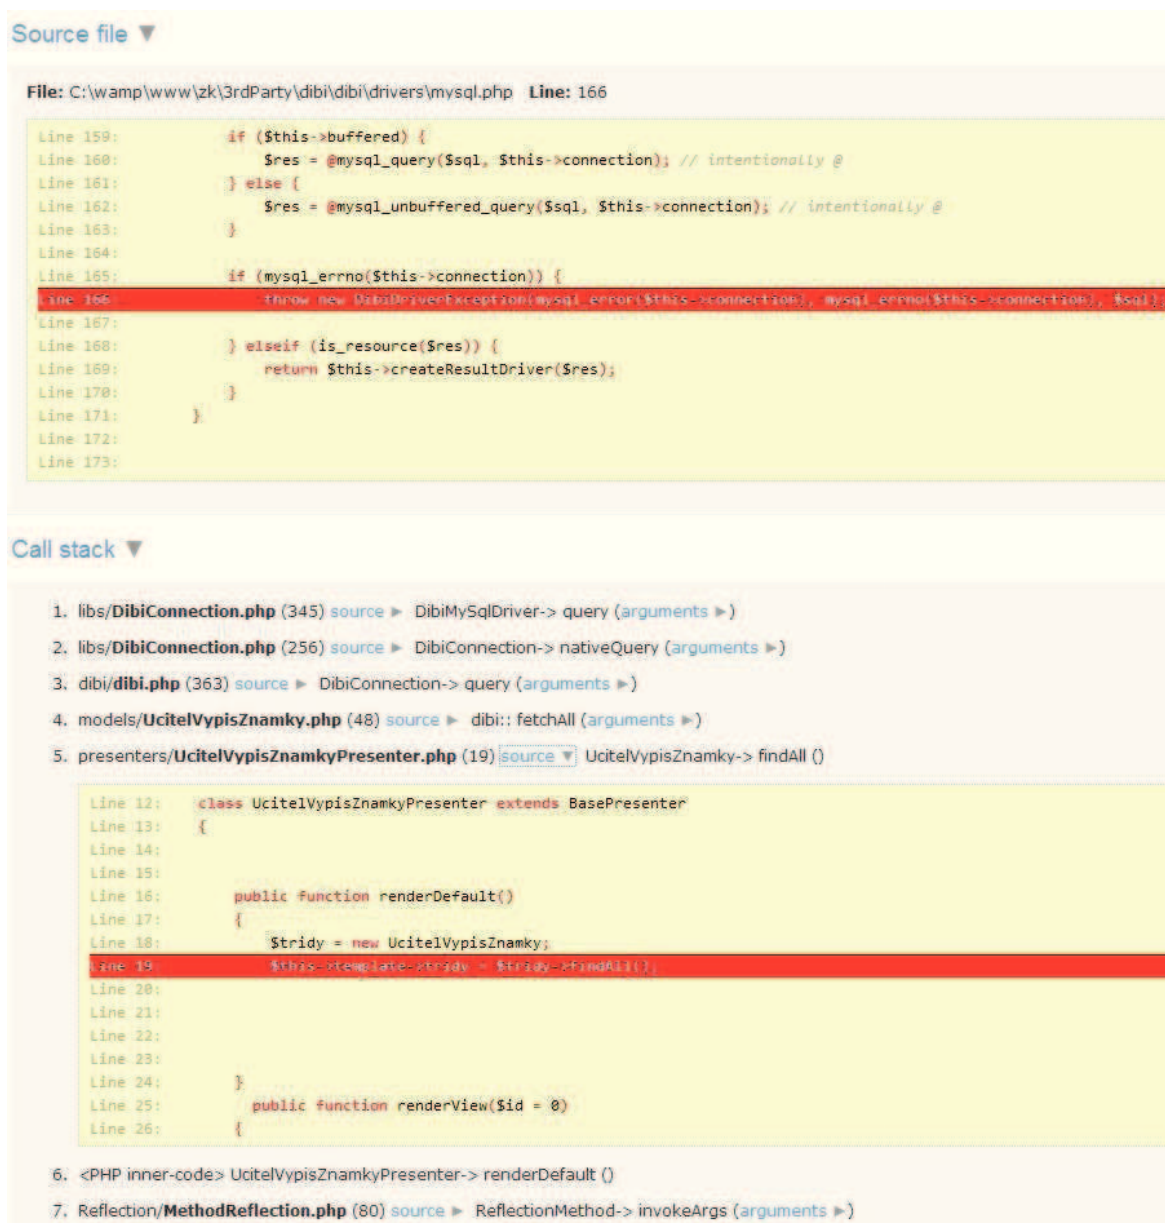 Source file ▼
File: C:\wamp\www\zk\3rdParty\dibi\dibi\drivers\mysql.php Line: 166
Line 159: if ($this->buffered) {
Line 160: $res = @mysql_query($sql, $this->connection); // intentionally @
Line 161: } else {
Line 162: $res = @mysql_unbuffered_query($sql, $this->connection); // intentionally @
Line 163: }
Line 164:
Line 165: if (mysql_errno($this->connection)) {
Line 166: throw new DibiDriverException(mysql_error($this->connection), mysql_errno($this->connection), $sql);
Line 167:
Line 168: } elseif (is_resource($res)) {
Line 169: return $this->createResultDriver($res);
Line 170: }
Line 171: }
Line 172:
Line 173:
Call stack ▼
1. libs/DibiConnection.php (345) source ► DibiMySqlDriver-> query (arguments ►)
2. libs/DibiConnection.php (256) source ► DibiConnection-> nativeQuery (arguments ►)
3. dibi/dibi.php (363) source ► DibiConnection-> query (arguments ►)
4. models/UcitelVypisZnamky.php (48) source ► dibi:: fetchAll (arguments ►)
5. presenters/UcitelVypisZnamkyPresenter.php (19) source ▼ UcitelVypisZnamky-> findAll ()
Line 12: class UcitelVypisZnamkyPresenter extends BasePresenter
Line 13: {
Line 14:
Line 15:
Line 16: public function renderDefault()
Line 17: {
Line 18: $tridy = new UcitelVypisZnamky;
Line 19: $this->template->tridy = $tridy->findAll();
Line 20:
Line 21:
Line 22:
Line 23:
Line 24: }
Line 25: public function renderView($id = 0)
Line 26: {
6. <PHP inner-code> UcitelVypisZnamkyPresenter-> renderDefault ()
7. Reflection/MethodReflection.php (80) source ► ReflectionMethod-> invokeArgs (arguments ►)